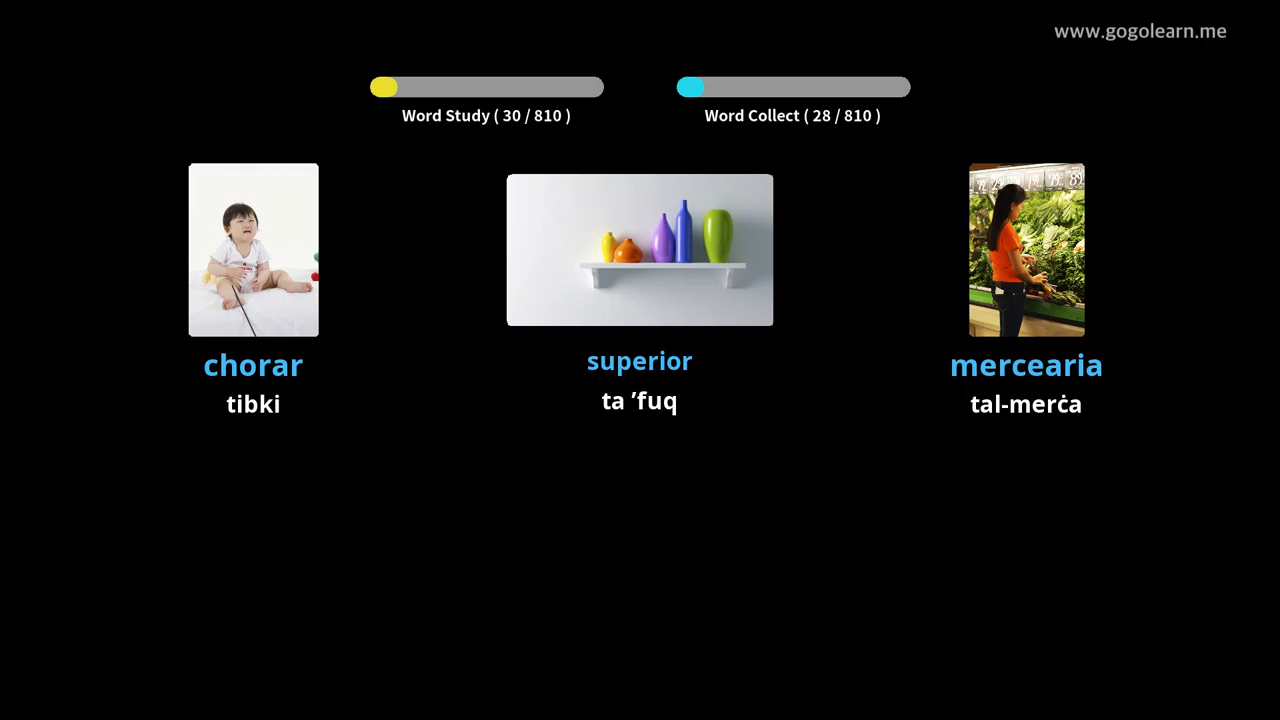 www.gogolearn.me
Word Study ( 30 / 810 )
Word Collect ( 28 / 810 )
chorar
tibki
superior
ta ’fuq
mercearia
tal-merċa